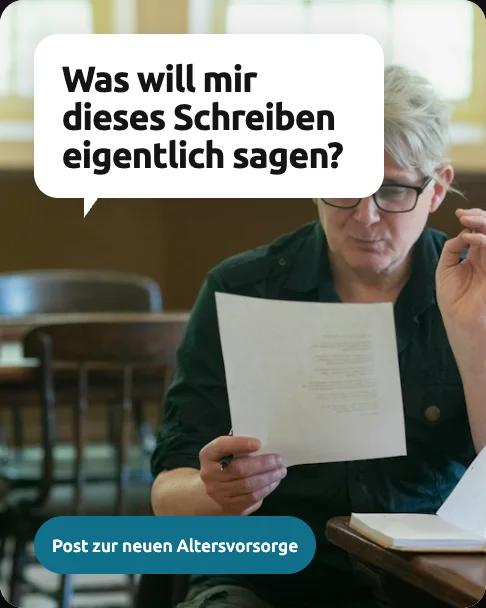 Was will mir
dieses Schreiben
eigentlich sagen?
Post zur neuen Altersvorsorge